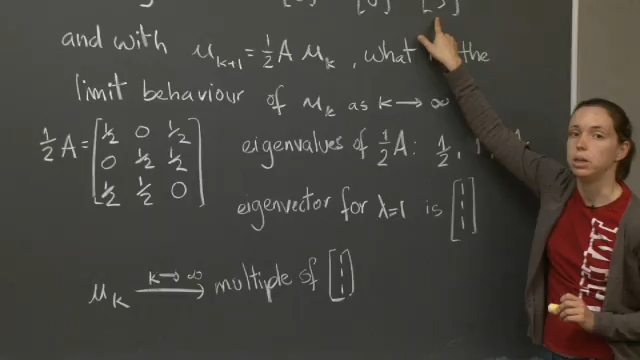 and with u_{k+1} = 1/2 A u_k , what the
limit behaviour of u_k as k → ∞
1/2 A = [1/2 0 1/2; 0 1/2 1/2; 1/2 1/2 0]
eigenvalues of 1/2 A : 1/2 , 1,
eigenvector for λ=1 is [1 1 1]
u_k k → ∞ multiple of [1 1 1]